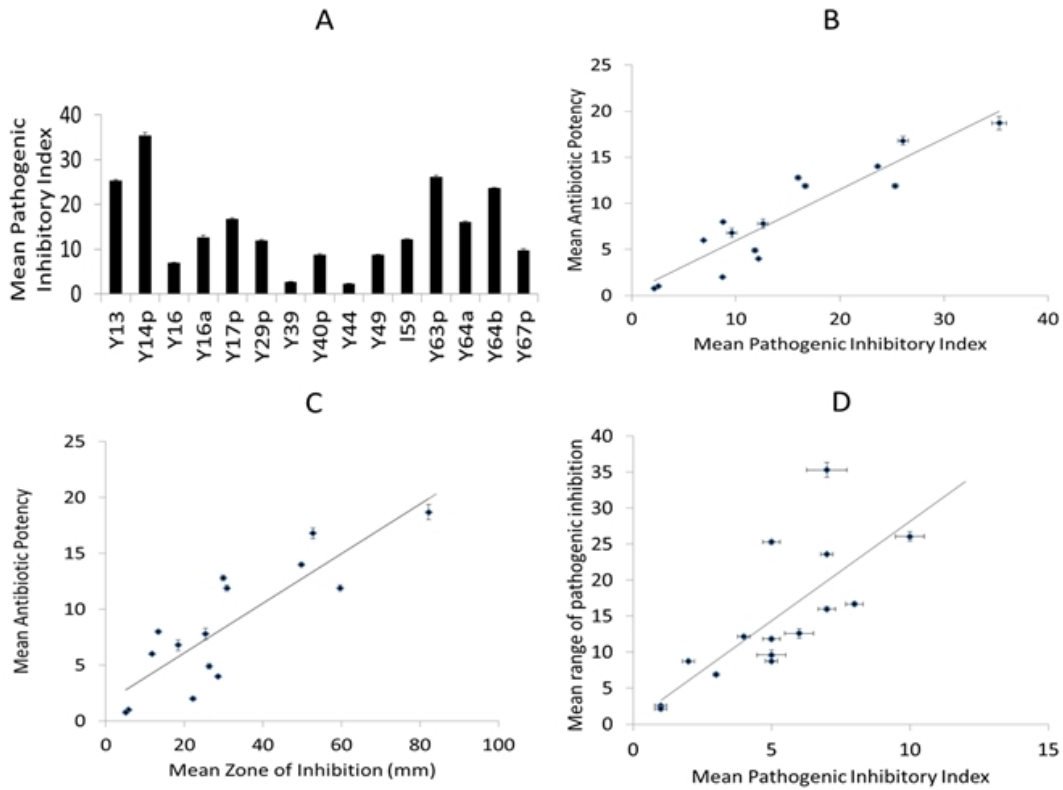 A
Mean Pathogenic
Inhibitory Index
40
30
20
10
0
Y13
Y14p
Y16
Y16a
Y17p
Y29p
Y39
Y40p
Y44
Y49
I59
Y63p
Y64a
Y64b
Y67p
B
Mean Antibiotic Potency
25
20
15
10
5
0
0 10 20 30 40
Mean Pathogenic Inhibitory Index
C
Mean Antibiotic Potency
25
20
15
10
5
0
0 20 40 60 80 100
Mean Zone of Inhibition (mm)
D
Mean range of pathogenic inhibition
40
35
30
25
20
15
10
5
0
0 5 10 15
Mean Pathogenic Inhibitory Index